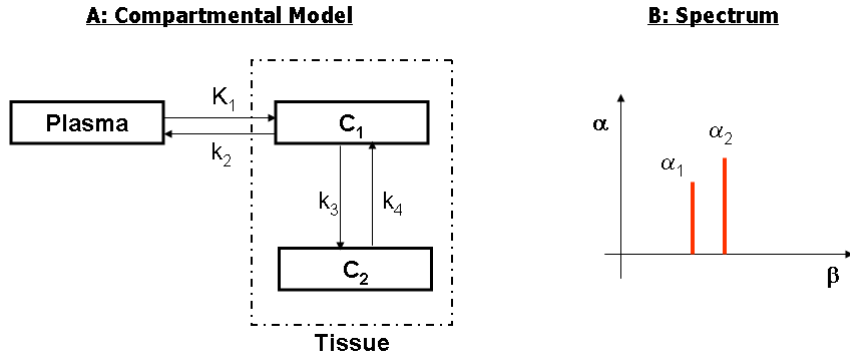 A: Compartmental Model
B: Spectrum
K₁
Plasma
C₁
k₂
k₃
k₄
C₂
Tissue
α
α₁
α₂
β